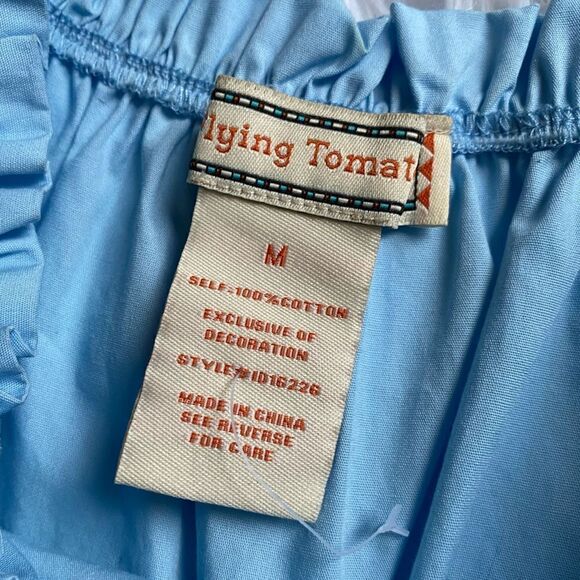 lying Tomat
M
SELF:100%COTTON
EXCLUSIVE OF
DECORATION
STYLE#ID16226
MADE IN CHINA
SEE REVERSE
FOR CARE